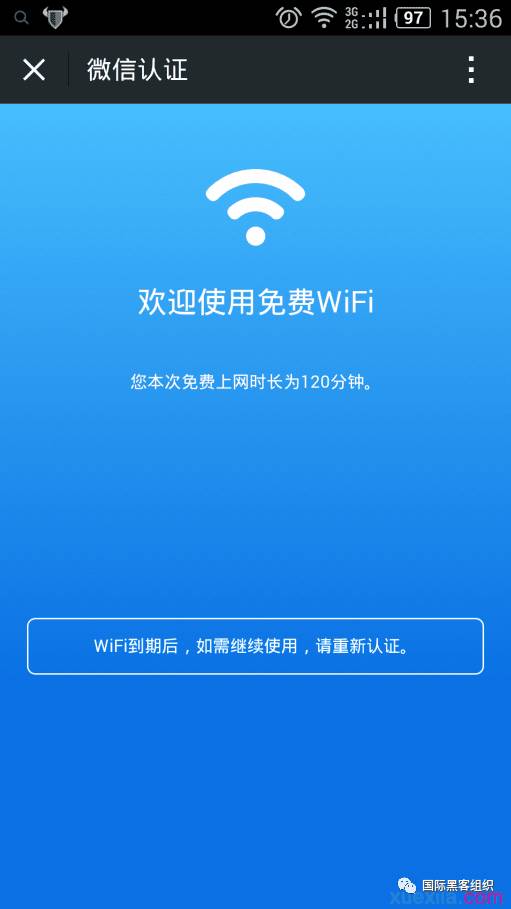 3G
2G
97
15:36
微信认证
欢迎使用免费WiFi
您本次免费上网时长为120分钟。
WiFi到期后，如需继续使用，请重新认证。
国际黑客组织
xuexila.com